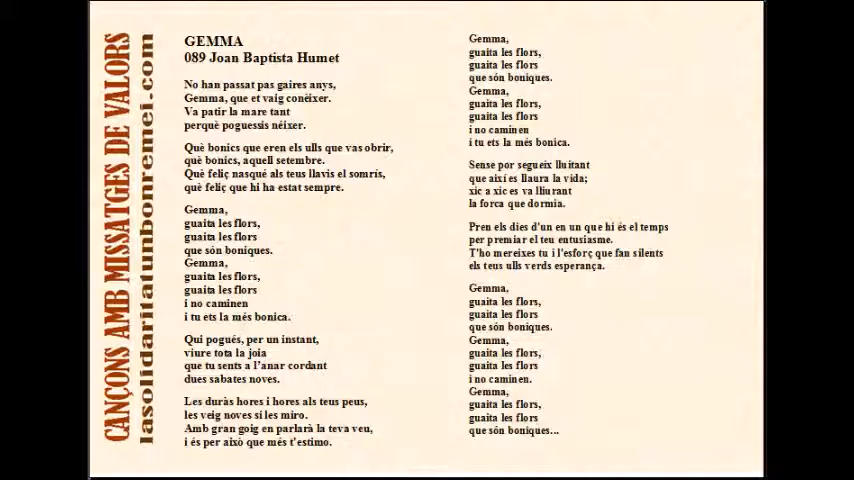 CANÇONS AMB MISSATGES DE VALORS
lasolidaritatunbonremei.com
GEMMA
089 Joan Baptista Humet
No han passat pas gaires anys,
Gemma, que et vaig conèixer.
Va patir la mare tant
perquè poguessis néixer.
Què bonics que eren els ulls que vas obrir,
què bonics, aquell setembre.
Què feliç nasqué als teus llavis el somrís,
què feliç que hi ha estat sempre.
Gemma,
guaita les flors,
guaita les flors
que són boniques.
Gemma,
guaita les flors,
guaita les flors
i no caminen
i tu ets la més bonica.
Qui pogués, per un instant,
viure tota la joia
que tu sents a l'anar cordant
dues sabates noves.
Les duràs hores i hores als teus peus,
les veig noves si les miro.
Amb gran goig en parlarà la teva veu,
i és per això que més t'estimo.
Gemma,
guaita les flors,
guaita les flors
que són boniques.
Gemma,
guaita les flors,
guaita les flors
i no caminen
i tu ets la més bonica.
Sense por segueix lluitant
que així es llaura la vida;
xic a xic es va lliurant
la força que dormia.
Pren els dies d'un en un que hi és el temps
per premiar el teu entusiasme.
T'ho mereixes tu i l'esforç que fan silents
els teus ulls verds esperança.
Gemma,
guaita les flors,
guaita les flors
que són boniques.
Gemma,
guaita les flors,
guaita les flors
i no caminen.
Gemma,
guaita les flors,
guaita les flors
que són boniques...